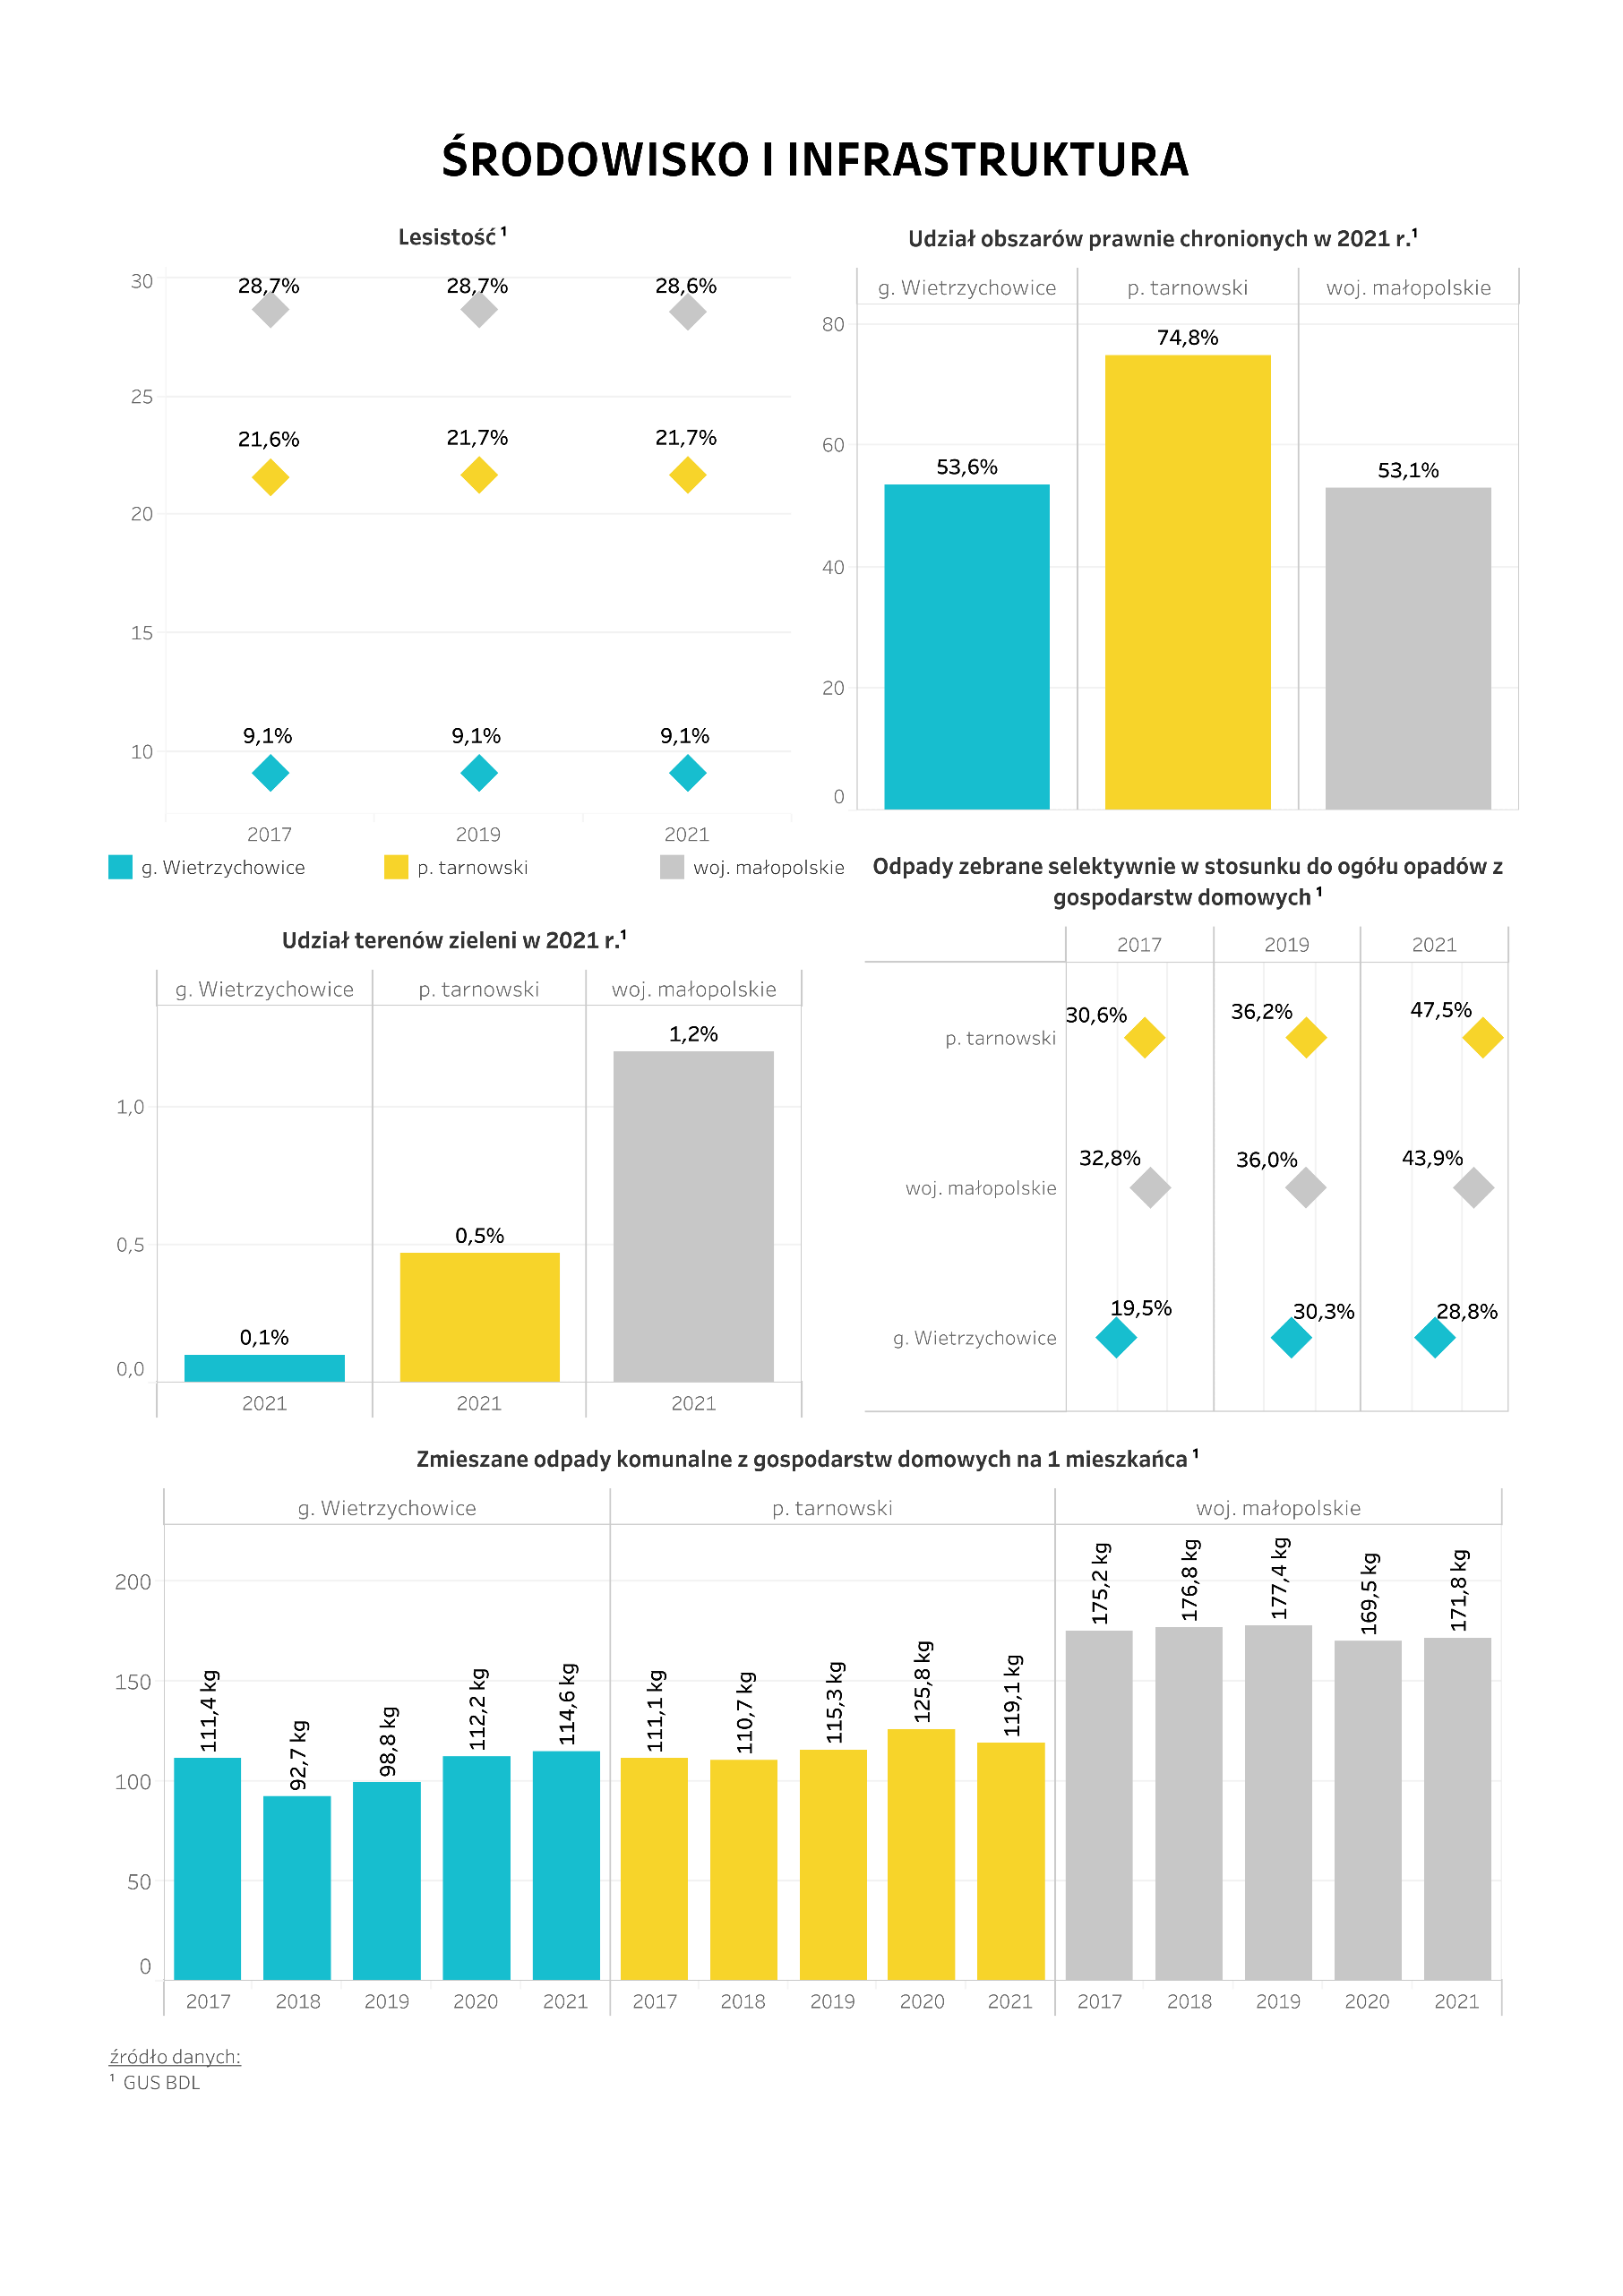 ŚRODOWISKO I INFRASTRUKTURA
Lesistość ¹
30
28,7% 28,7% 28,6%
25
21,6% 21,7% 21,7%
20
15
9,1% 9,1% 9,1%
10
2017 2019 2021
g. Wietrzychowice p. tarnowski woj. małopolskie
Udział obszarów prawnie chronionych w 2021 r.¹
g. Wietrzychowice p. tarnowski woj. małopolskie
80
74,8%
60
53,6% 53,1%
40
20
0
Udział terenów zieleni w 2021 r.¹
g. Wietrzychowice p. tarnowski woj. małopolskie
1,2%
1,0
0,5%
0,5
0,1%
0,0
2021 2021 2021
Odpady zebrane selektywnie w stosunku do ogółu opadów z
gospodarstw domowych ¹
2017 2019 2021
30,6% 36,2% 47,5%
p. tarnowski
32,8% 36,0% 43,9%
woj. małopolskie
19,5% 30,3% 28,8%
g. Wietrzychowice
Zmieszane odpady komunalne z gospodarstw domowych na 1 mieszkańca ¹
g. Wietrzychowice p. tarnowski woj. małopolskie
200
150
100
50
0
111,4 kg 92,7 kg 98,8 kg 112,2 kg 114,6 kg 111,1 kg 110,7 kg 115,3 kg 125,8 kg 119,1 kg 175,2 kg 176,8 kg 177,4 kg 169,5 kg 171,8 kg
2017 2018 2019 2020 2021 2017 2018 2019 2020 2021 2017 2018 2019 2020 2021
źródło danych:
¹ GUS BDL